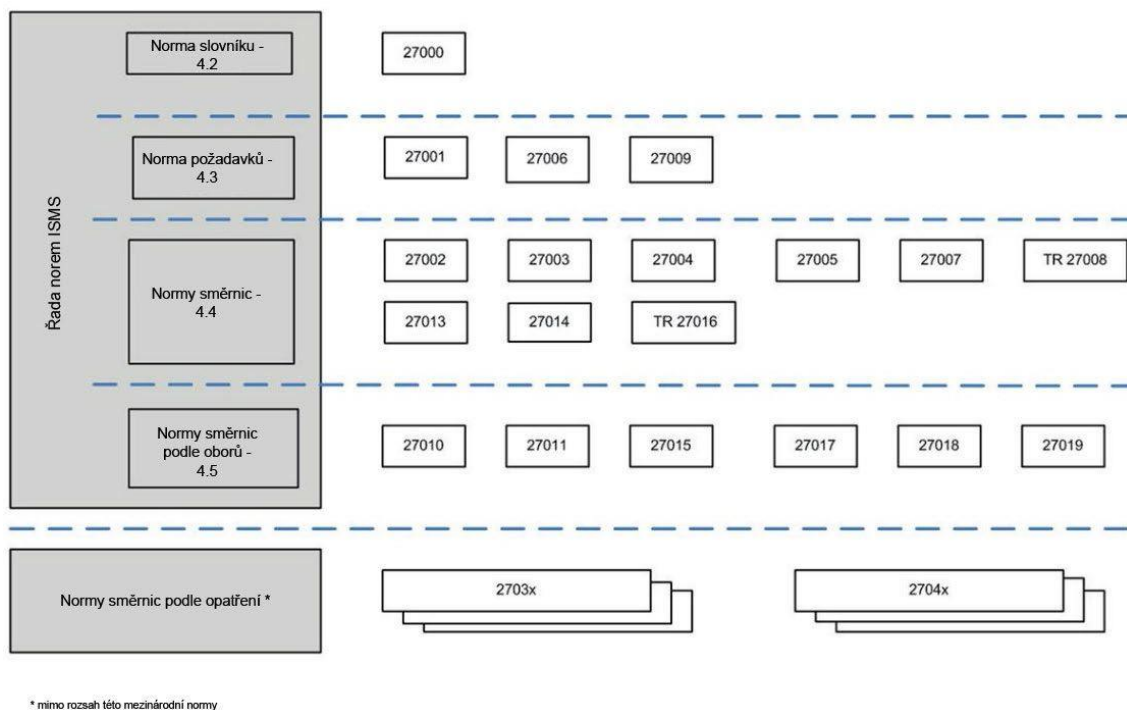 Řada norem ISMS
Norma slovníku -
4.2
27000
Norma požadavků -
4.3
27001 27006 27009
Normy směrnic -
4.4
27002 27003 27004 27005 27007 TR 27008
27013 27014 TR 27016
Normy směrnic
podle oborů -
4.5
27010 27011 27015 27017 27018 27019
Normy směrnic podle opatření *
2703x 2704x
* mimo rozsah této mezinárodní normy